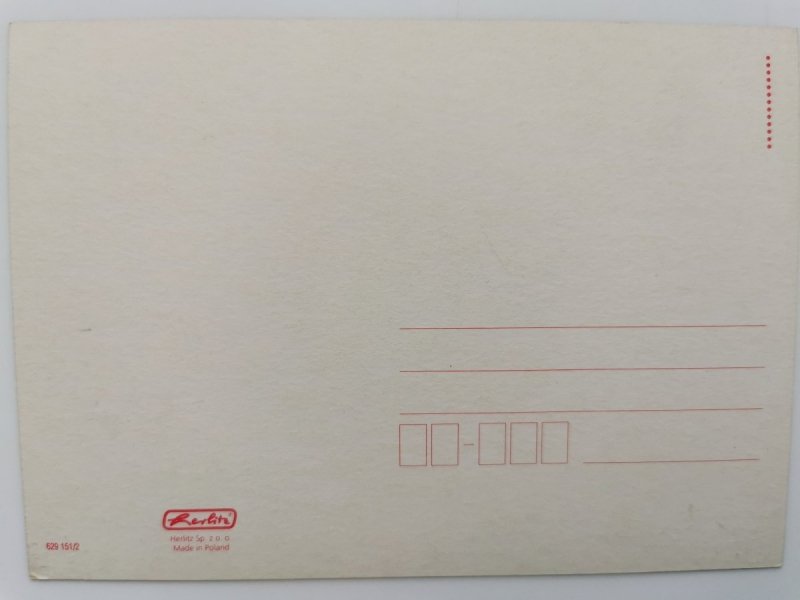 629 151/2
Herlitz
Herlitz Sp. z o. o.
Made in Poland